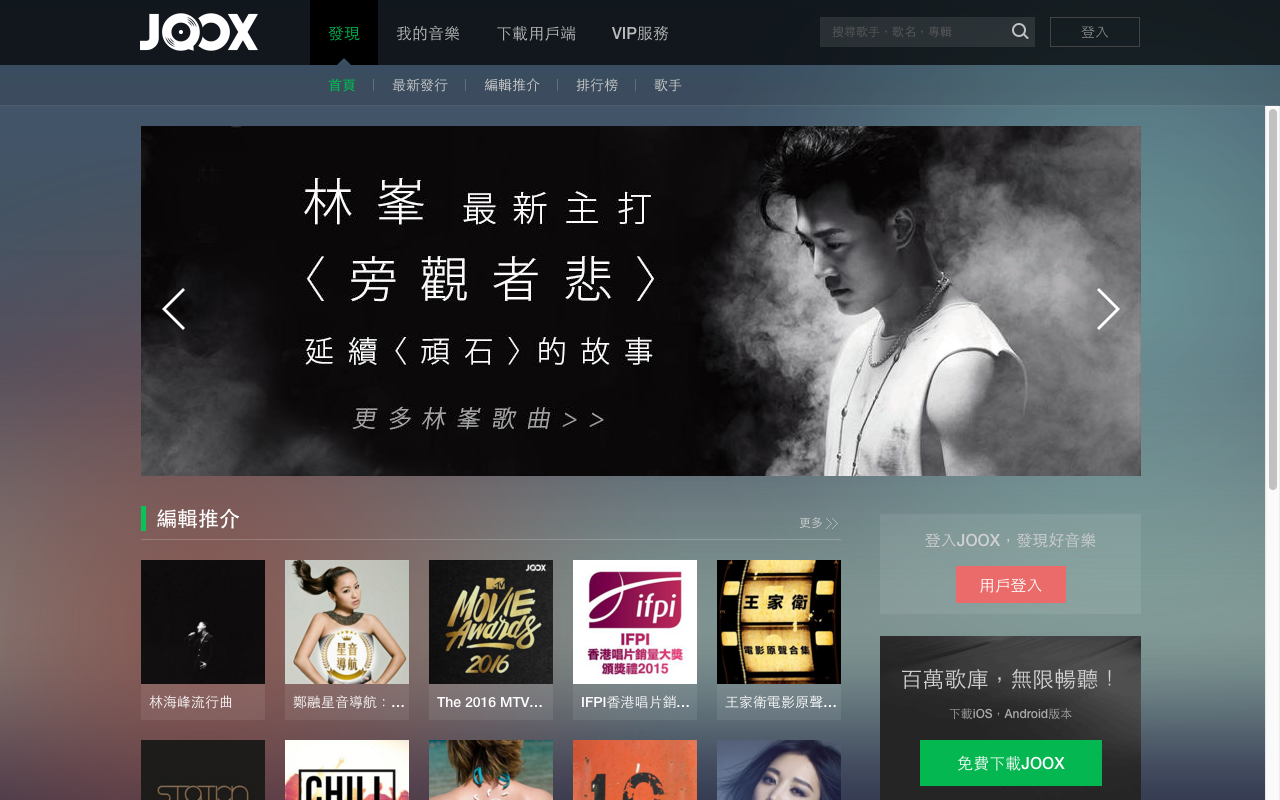 JOOX
發現
我的音樂
下載用戶端
VIP服務
搜尋歌手，歌名，專輯
登入
首頁
最新發行
編輯推介
排行榜
歌手
林峯 最新主打
〈旁觀者悲〉
延續〈頑石〉的故事
更多林峯歌曲>>
編輯推介
更多
星音
導航
JOOX
MTV
MOVIE
Awards
2016
ifpi
IFPI
香港唱片銷量大獎
頒獎禮2015
王家衛
電影原聲合集
林海峰流行曲
鄭融星音導航：...
The 2016 MTV...
IFPI香港唱片銷...
王家衛電影原聲...
登入JOOX，發現好音樂
用戶登入
百萬歌庫，無限暢聽！
下載iOS，Android版本
免費下載JOOX
STATION
CHILL